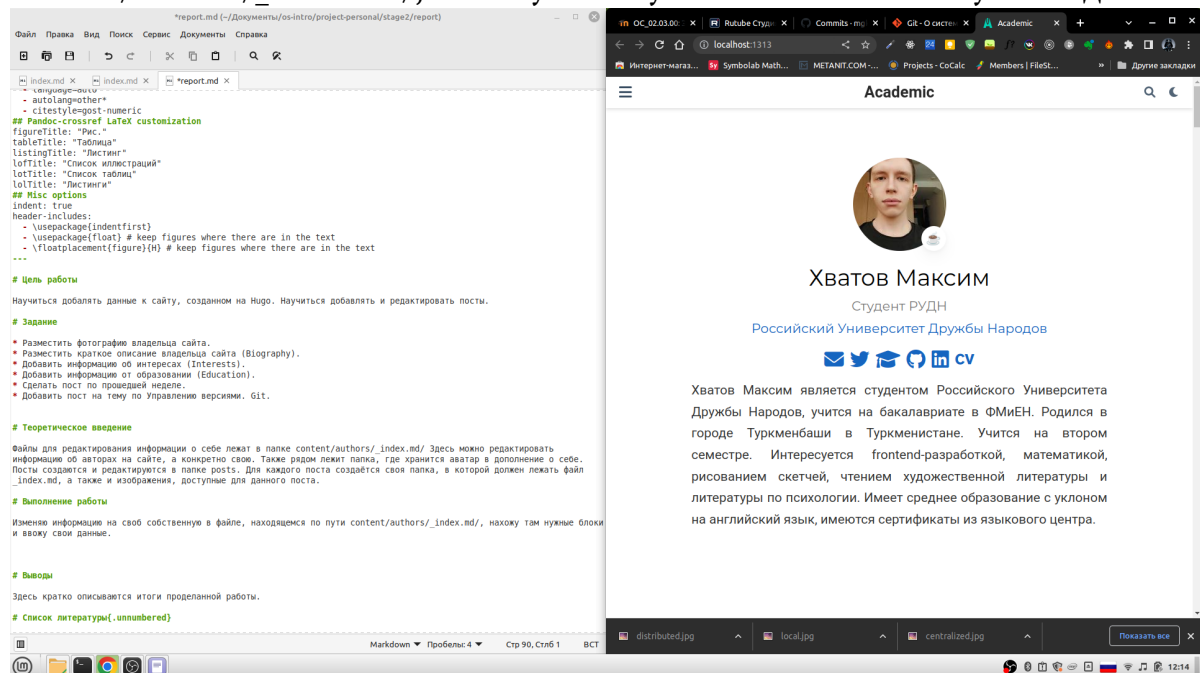 *report.md (~/Документы/os-intro/project-personal/stage2/report)
Файл Правка Вид Поиск Сервис Документы Справка
index.md × index.md × *report.md ×
- language=auto
- autolang=other*
- citestyle=gost-numeric
## Pandoc-crossref LaTeX customization
figureTitle: "Рис."
tableTitle: "Таблица"
listingTitle: "Листинг"
lofTitle: "Список иллюстраций"
lotTitle: "Список таблиц"
lolTitle: "Листинги"
## Misc options
indent: true
header-includes:
- \usepackage{indentfirst}
- \usepackage{float} # keep figures where there are in the text
- \floatplacement{figure}{H} # keep figures where there are in the text
---
# Цель работы
Научиться добалять данные к сайту, созданном на Hugo. Научиться добавлять и редактировать посты.
# Задание
* Разместить фотографию владельца сайта.
* Разместить краткое описание владельца сайта (Biography).
* Добавить информацию об интересах (Interests).
* Добавить информацию от образовании (Education).
* Сделать пост по прошедшей неделе.
* Добавить пост на тему по Управлению версиями. Git.
# Теоретическое введение
Файлы для редактирования информации о себе лежат в папке content/authors/_index.md/ Здесь можно редактировать
информацию об авторах на сайте, а конкретно свою. Также рядом лежит папка, где хранится аватар в дополнение о себе.
Посты создаются и редактируются в папке posts. Для каждого поста создаётся своя папка, в которой должен лежать файл
_index.md, а также и изображения, доступные для данного поста.
# Выполнение работы
Изменяю информацию на своб собственную в файле, находящемся по пути content/authors/_index.md/, нахожу там нужные блоки
и ввожу свои данные.
# Выводы
Здесь кратко описываются итоги проделанной работы.
# Список литературы{.unnumbered}
Markdown Пробелы: 4 Стр 90, Стлб 1 ВСТ
ОС_02.03.00: × Rutube Студи × Commits · mg × Git - О систем × Academic ×
localhost:1313
Интернет-магаз... Symbolab Math... METANIT.COM -... Projects - CoCalc Members | FileSt... » Другие закладки
Academic
Хватов Максим
Студент РУДН
Российский Университет Дружбы Народов
CV
Хватов Максим является студентом Российского Университета
Дружбы Народов, учится на бакалавриате в ФМиЕН. Родился в
городе Туркменбаши в Туркменистане. Учится на втором
семестре. Интересуется frontend-разработкой, математикой,
рисованием скетчей, чтением художественной литературы и
литературы по психологии. Имеет среднее образование с уклоном
на английский язык, имеются сертификаты из языкового центра.
distributed.jpg local.jpg centralized.jpg Показать все ×
12:14